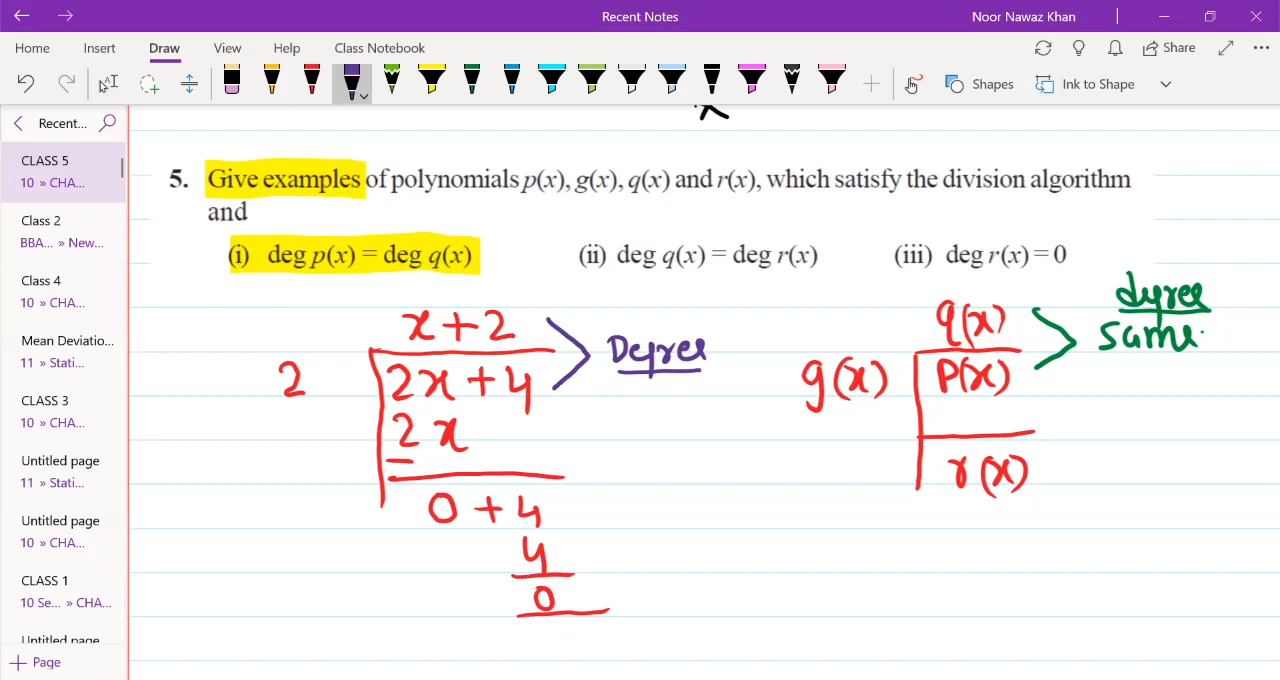 Recent Notes
Noor Nawaz Khan
Home Insert Draw View Help Class Notebook Share
Shapes Ink to Shape
Recent...
CLASS 5
10 » CHA...
Class 2
BBA... » New...
Class 4
10 » CHA...
Mean Deviatio...
11 » Stati...
CLASS 3
10 » CHA...
Untitled page
11 » Stati...
Untitled page
10 » CHA...
CLASS 1
10 Se... » CHA...
Untitled page
+ Page
x
5. Give examples of polynomials p(x), g(x), q(x) and r(x), which satisfy the division algorithm
and
(i) deg p(x) = deg q(x) (ii) deg q(x) = deg r(x) (iii) deg r(x) = 0
x + 2
2 2x + 4
2 x
0 + 4
4
0
Degree
q(x)
g(x) P(x)
r(x)
degree
same